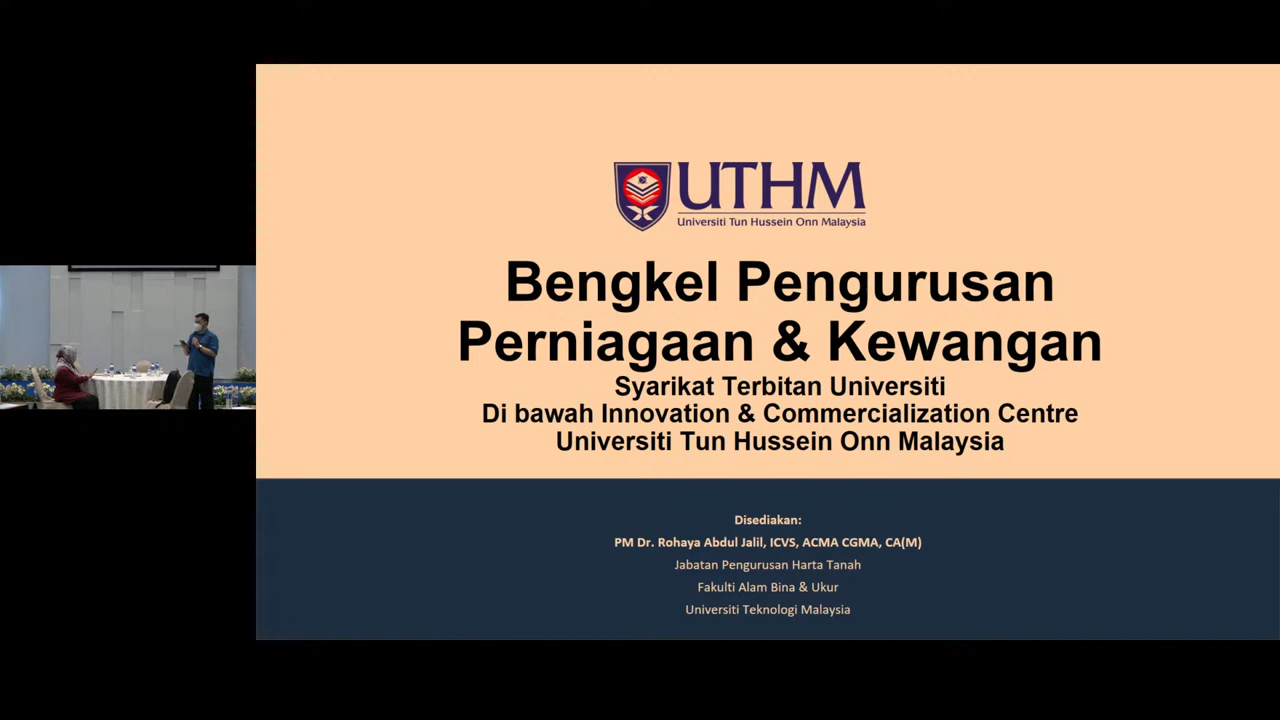 UTHM
Universiti Tun Hussein Onn Malaysia
Bengkel Pengurusan
Perniagaan & Kewangan
Syarikat Terbitan Universiti
Di bawah Innovation & Commercialization Centre
Universiti Tun Hussein Onn Malaysia
Disediakan:
PM Dr. Rohaya Abdul Jalil, ICVS, ACMA CGMA, CA(M)
Jabatan Pengurusan Harta Tanah
Fakulti Alam Bina & Ukur
Universiti Teknologi Malaysia